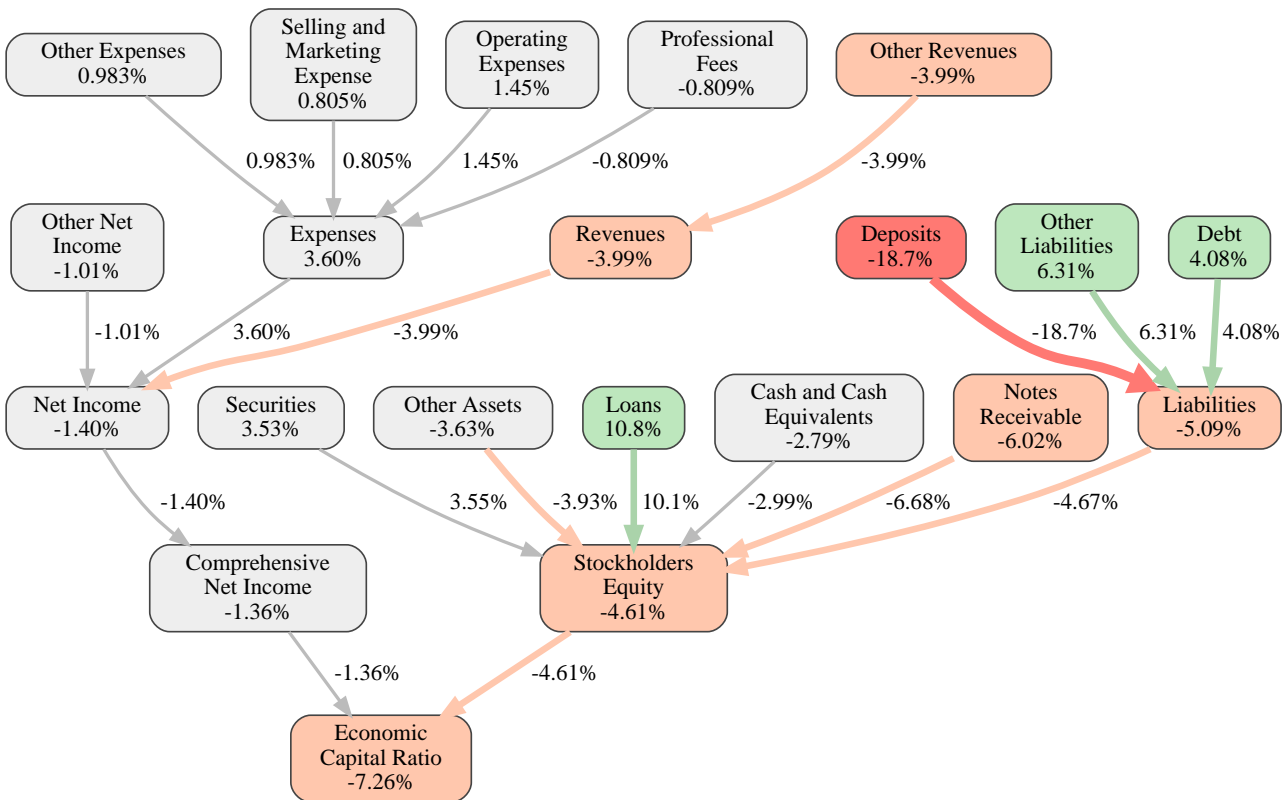 Other Expenses
0.983%
Selling and
Marketing
Expense
0.805%
Operating
Expenses
1.45%
Professional
Fees
-0.809%
Other Revenues
-3.99%
0.983%
0.805%
1.45%
-0.809%
-3.99%
Other Net
Income
-1.01%
Expenses
3.60%
Revenues
-3.99%
Deposits
-18.7%
Other
Liabilities
6.31%
Debt
4.08%
-1.01%
3.60%
-3.99%
-18.7%
6.31%
4.08%
Net Income
-1.40%
Securities
3.53%
Other Assets
-3.63%
Loans
10.8%
Cash and Cash
Equivalents
-2.79%
Notes
Receivable
-6.02%
Liabilities
-5.09%
-1.40%
3.55%
-3.93%
10.1%
-2.99%
-6.68%
-4.67%
Comprehensive
Net Income
-1.36%
Stockholders
Equity
-4.61%
-1.36%
-4.61%
Economic
Capital Ratio
-7.26%